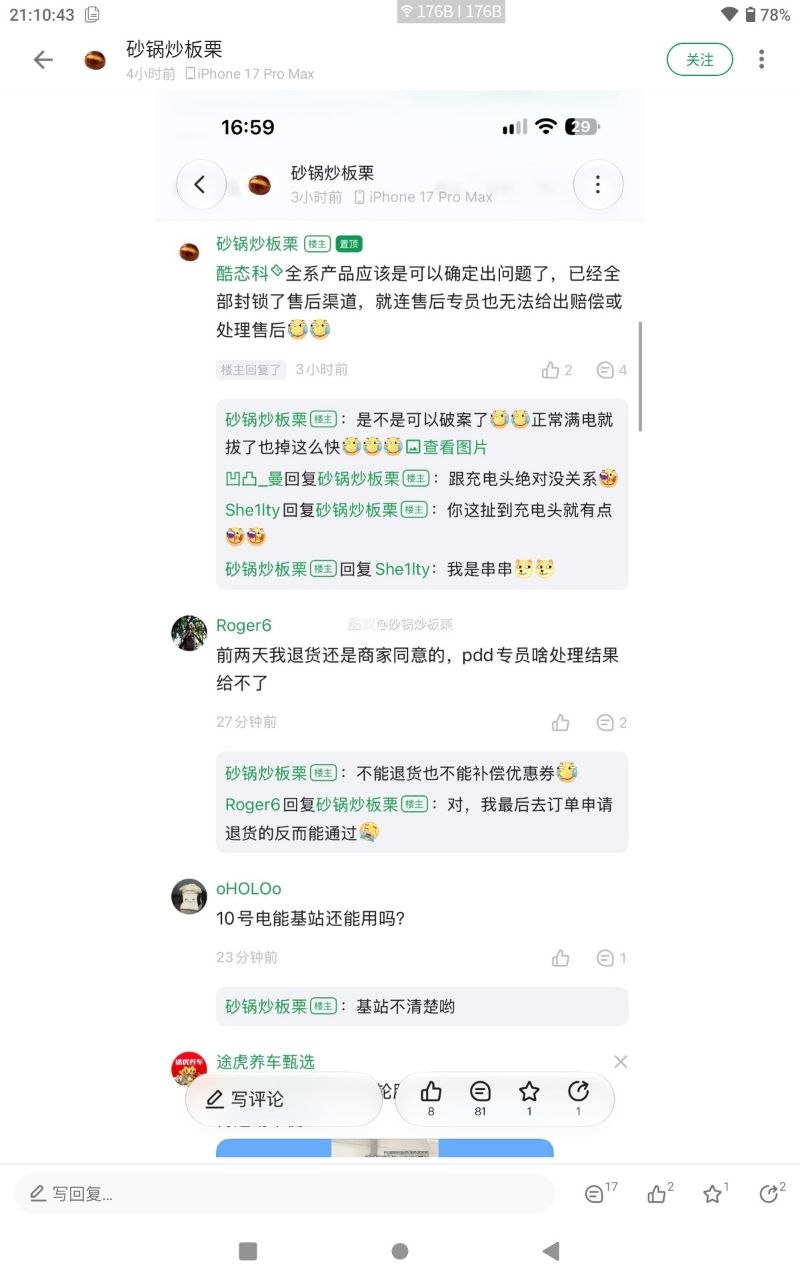 21:10:43
176B | 176B
78%
砂锅炒板栗
4小时前 iPhone 17 Pro Max
关注
16:59
29
砂锅炒板栗
3小时前 iPhone 17 Pro Max
砂锅炒板栗 楼主 置顶
酷态科全系产品应该是可以确定出问题了，已经全
部封锁了售后渠道，就连售后专员也无法给出赔偿或
处理售后
楼主回复了 3小时前 2 4
砂锅炒板栗 楼主：是不是可以破案了正常满电就
拔了也掉这么快查看图片
凹凸_曼回复砂锅炒板栗 楼主：跟充电头绝对没关系
She1lty回复砂锅炒板栗 楼主：你这扯到充电头就有点
砂锅炒板栗 楼主 回复 She1lty：我是串串
Roger6
酷安@砂锅炒板栗
前两天我退货还是商家同意的，pdd专员啥处理结果
给不了
27分钟前 2
砂锅炒板栗 楼主：不能退货也不能补偿优惠券
Roger6回复砂锅炒板栗 楼主：对，我最后去订单申请
退货的反而能通过
oHOLOo
10号电能基站还能用吗?
23分钟前 1
砂锅炒板栗 楼主：基站不清楚哟
途虎养车
途虎养车甄选
写评论
8 81 1 1
写回复...
17 2 1 2